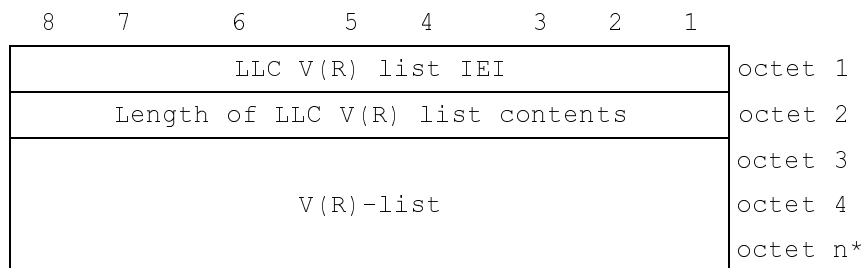 8 7 6 5 4 3 2 1
LLC V(R) list IEI octet 1
Length of LLC V(R) list contents octet 2
octet 3
V(R)-list octet 4
octet n*